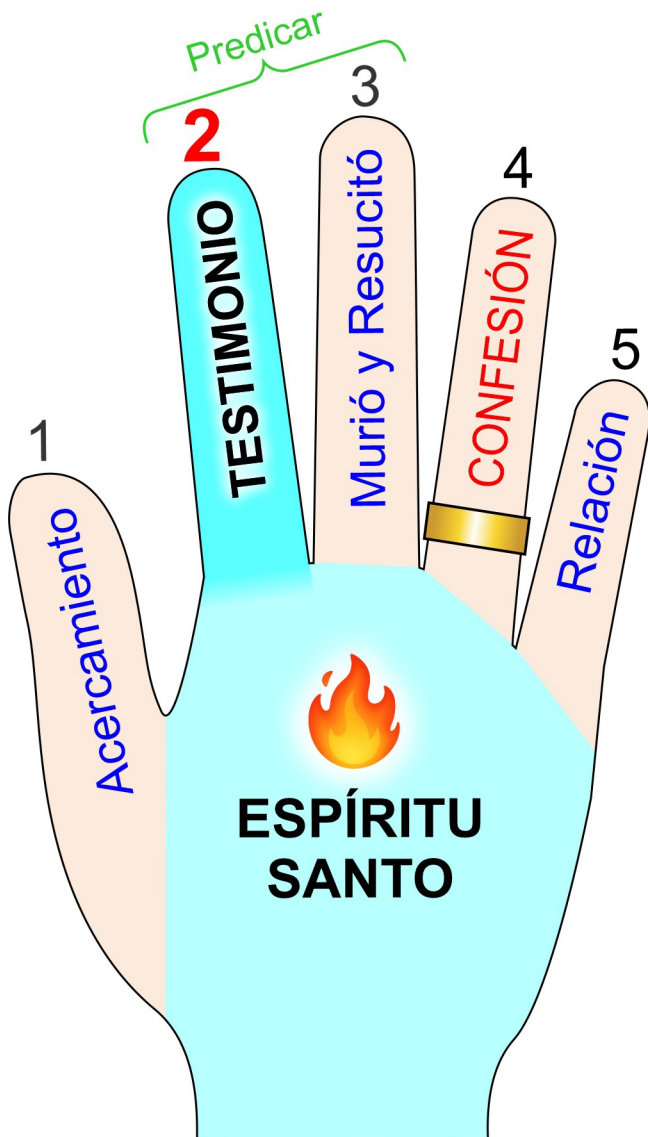 Predicar
1
Acercamiento
2
TESTIMONIO
3
Murió y Resucitó
4
CONFESIÓN
5
Relación
ESPÍRITU
SANTO